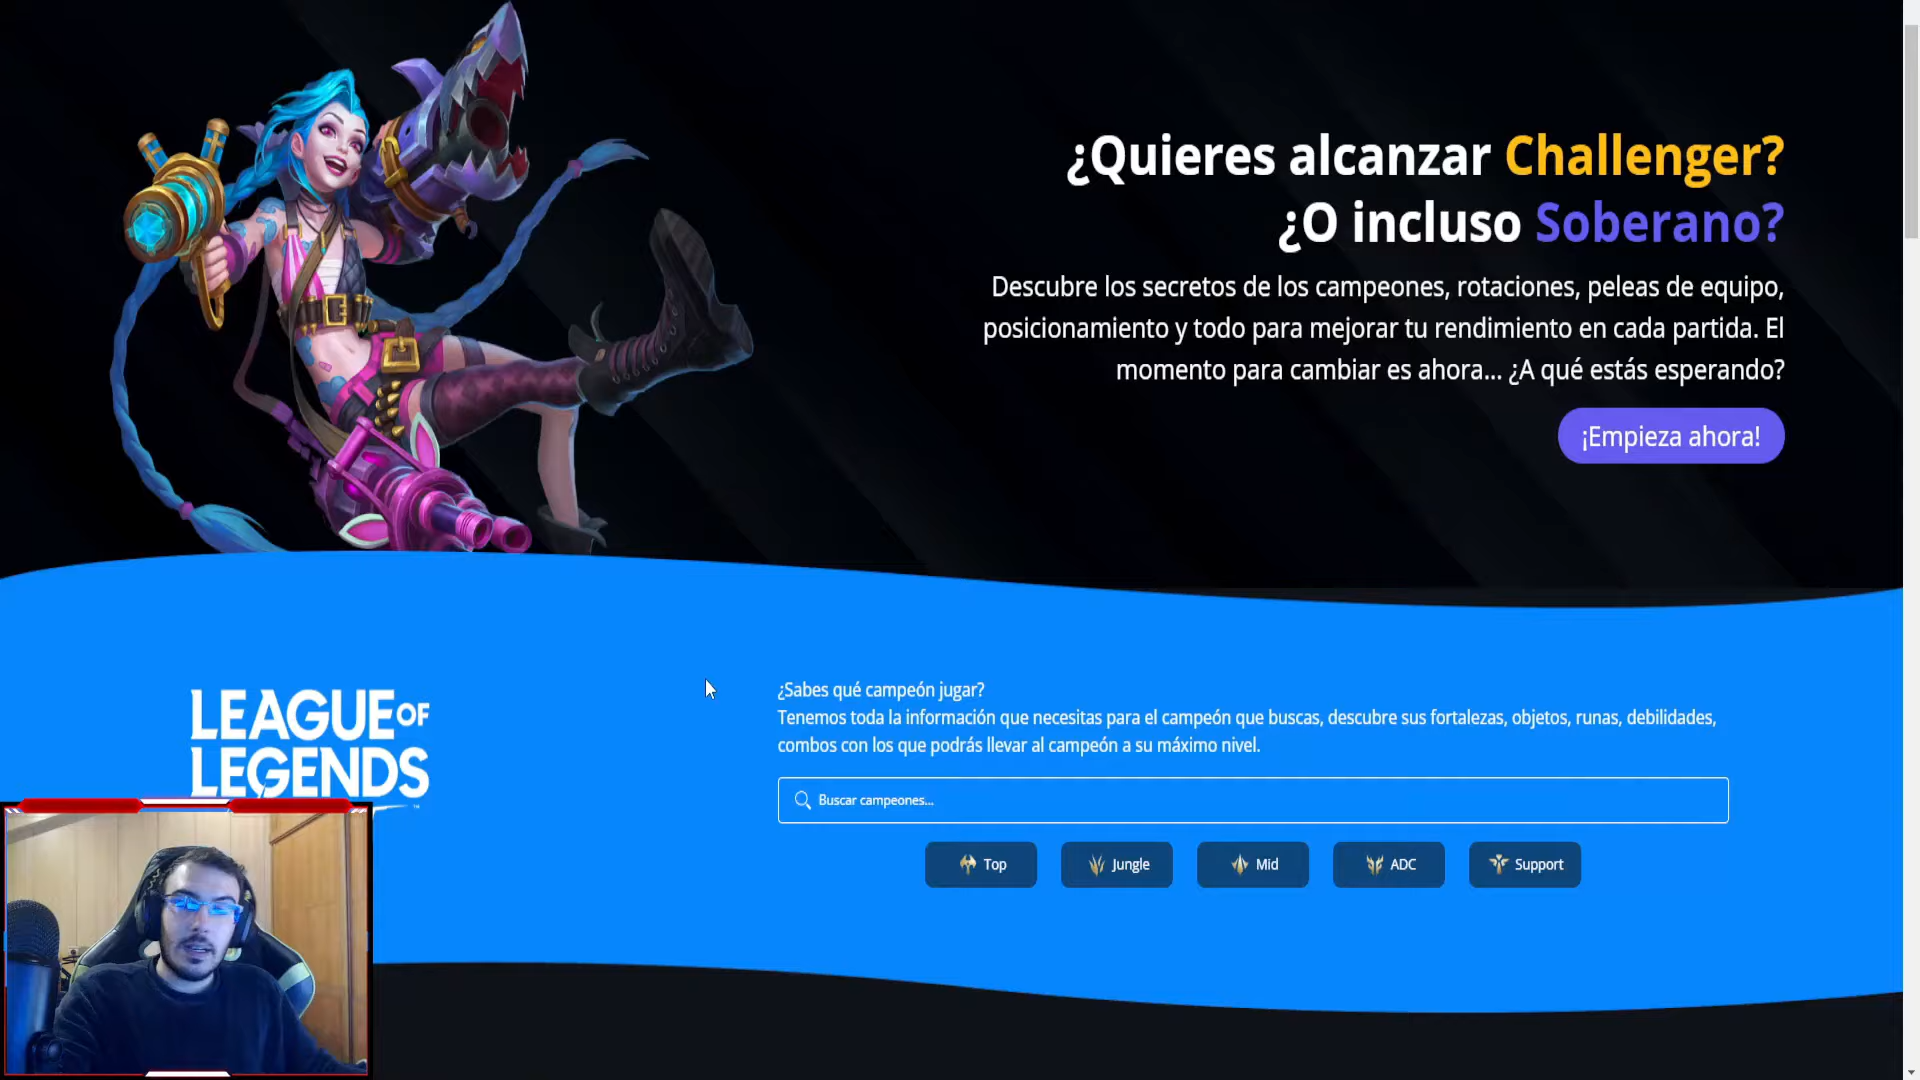 ¿Quieres alcanzar Challenger?
¿O incluso Soberano?
Descubre los secretos de los campeones, rotaciones, peleas de equipo,
posicionamiento y todo para mejorar tu rendimiento en cada partida. El
momento para cambiar es ahora... ¿A qué estás esperando?
¡Empieza ahora!
LEAGUE OF
LEGENDS
¿Sabes qué campeón jugar?
Tenemos toda la información que necesitas para el campeón que buscas, descubre sus fortalezas, objetos, runas, debilidades,
combos con los que podrás llevar al campeón a su máximo nivel.
Buscar campeones...
Top
Jungle
Mid
ADC
Support